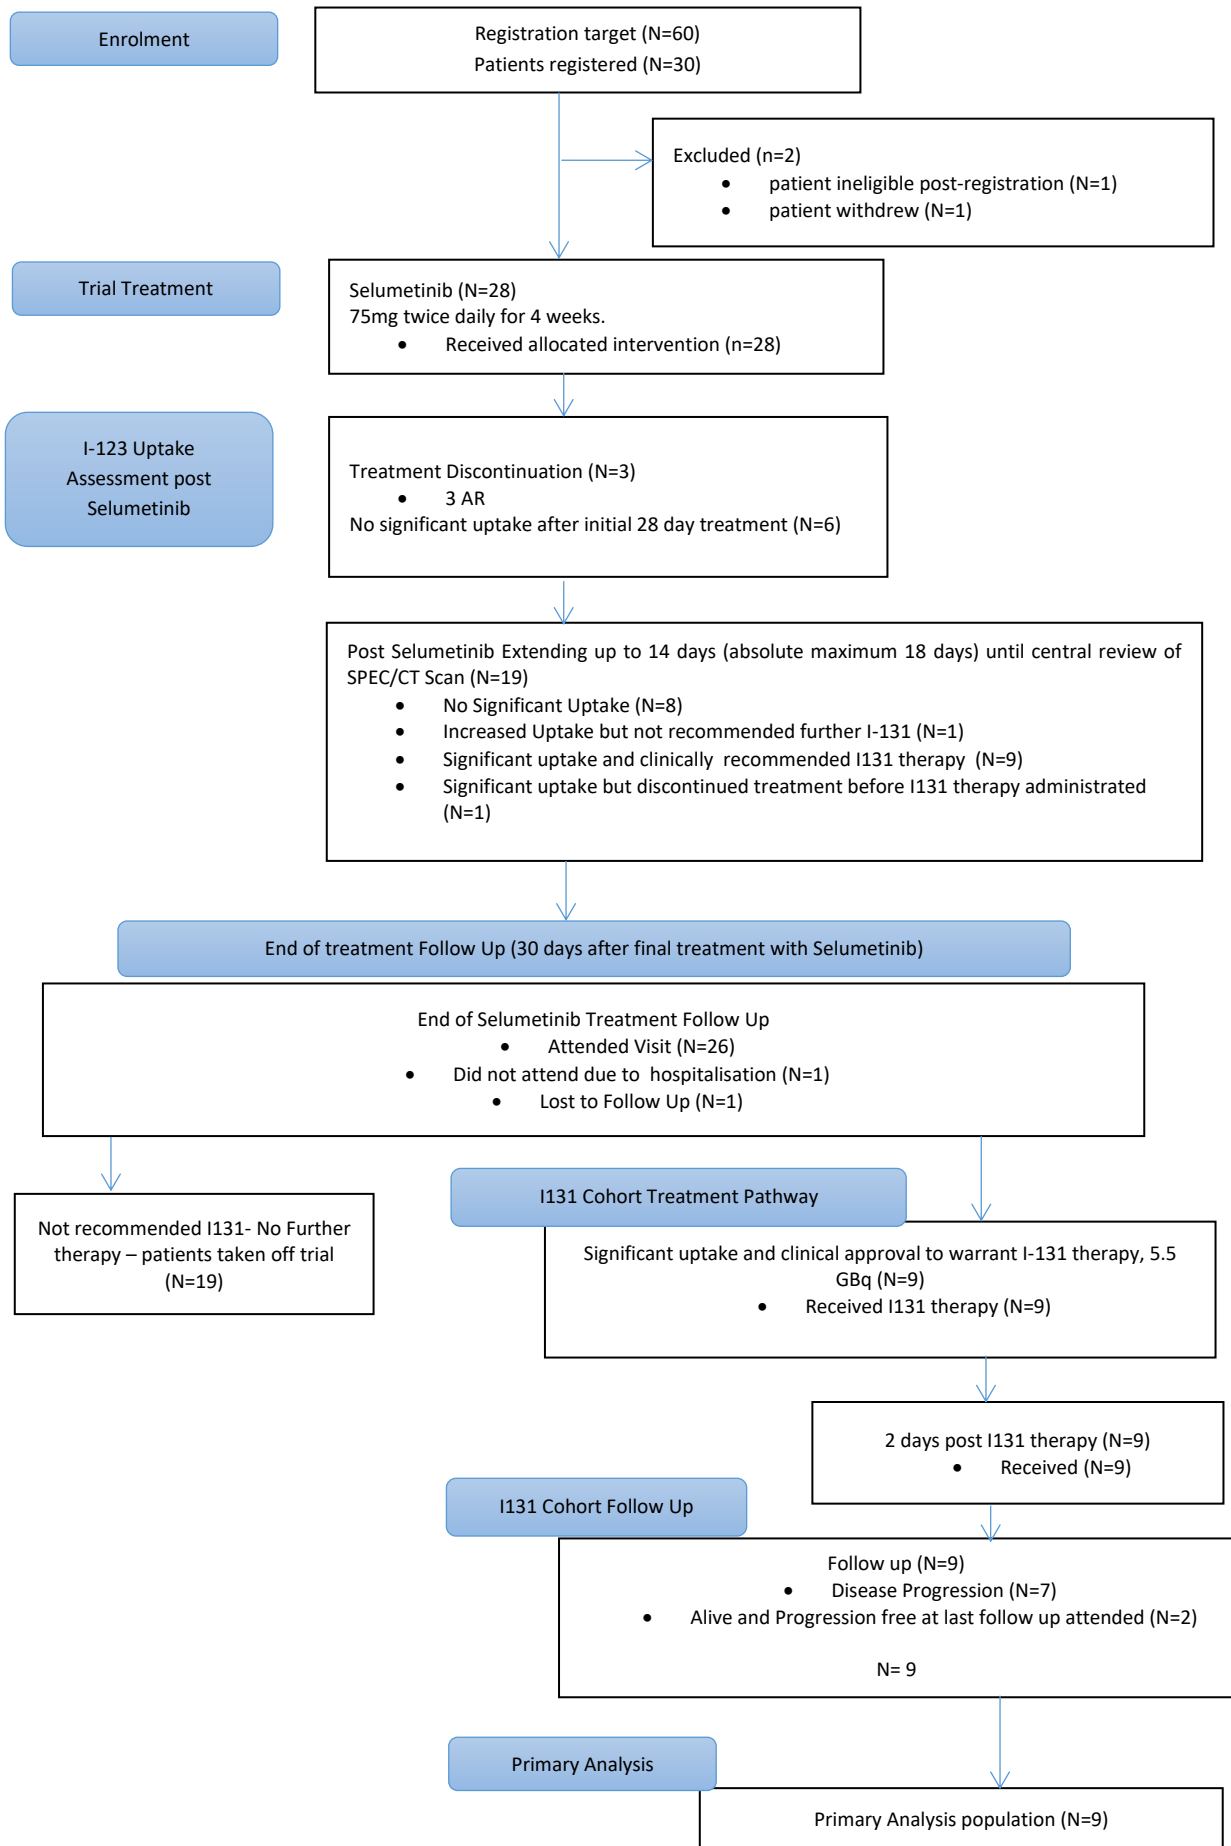 Enrolment
Registration target (N=60)
Patients registered (N=30)
Excluded (n=2)
• patient ineligible post-registration (N=1)
• patient withdrew (N=1)
Trial Treatment
Selumetinib (N=28)
75mg twice daily for 4 weeks.
• Received allocated intervention (n=28)
I-123 Uptake
Assessment post
Selumetinib
Treatment Discontinuation (N=3)
• 3 AR
No significant uptake after initial 28 day treatment (N=6)
Post Selumetinib Extending up to 14 days (absolute maximum 18 days) until central review of
SPEC/CT Scan (N=19)
• No Significant Uptake (N=8)
• Increased Uptake but not recommended further I-131 (N=1)
• Significant uptake and clinically recommended I131 therapy (N=9)
• Significant uptake but discontinued treatment before I131 therapy administrated
(N=1)
End of treatment Follow Up (30 days after final treatment with Selumetinib)
End of Selumetinib Treatment Follow Up
• Attended Visit (N=26)
• Did not attend due to hospitalisation (N=1)
• Lost to Follow Up (N=1)
Not recommended I131- No Further
therapy – patients taken off trial
(N=19)
I131 Cohort Treatment Pathway
Significant uptake and clinical approval to warrant I-131 therapy, 5.5
GBq (N=9)
• Received I131 therapy (N=9)
2 days post I131 therapy (N=9)
• Received (N=9)
I131 Cohort Follow Up
Follow up (N=9)
• Disease Progression (N=7)
• Alive and Progression free at last follow up attended (N=2)
N= 9
Primary Analysis
Primary Analysis population (N=9)